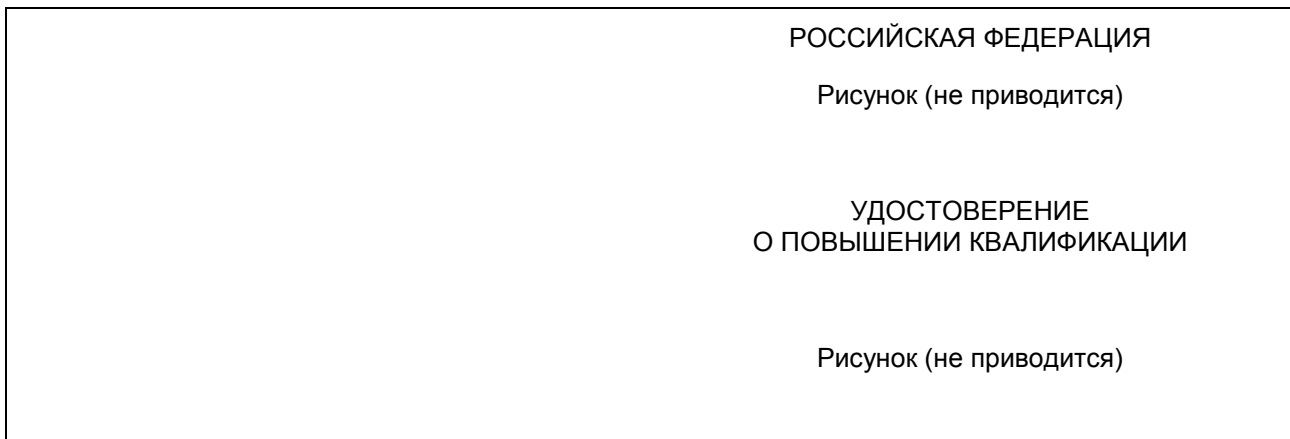 РОССИЙСКАЯ ФЕДЕРАЦИЯ
Рисунок (не приводится)
УДОСТОВЕРЕНИЕ
О ПОВЫШЕНИИ КВАЛИФИКАЦИИ
Рисунок (не приводится)